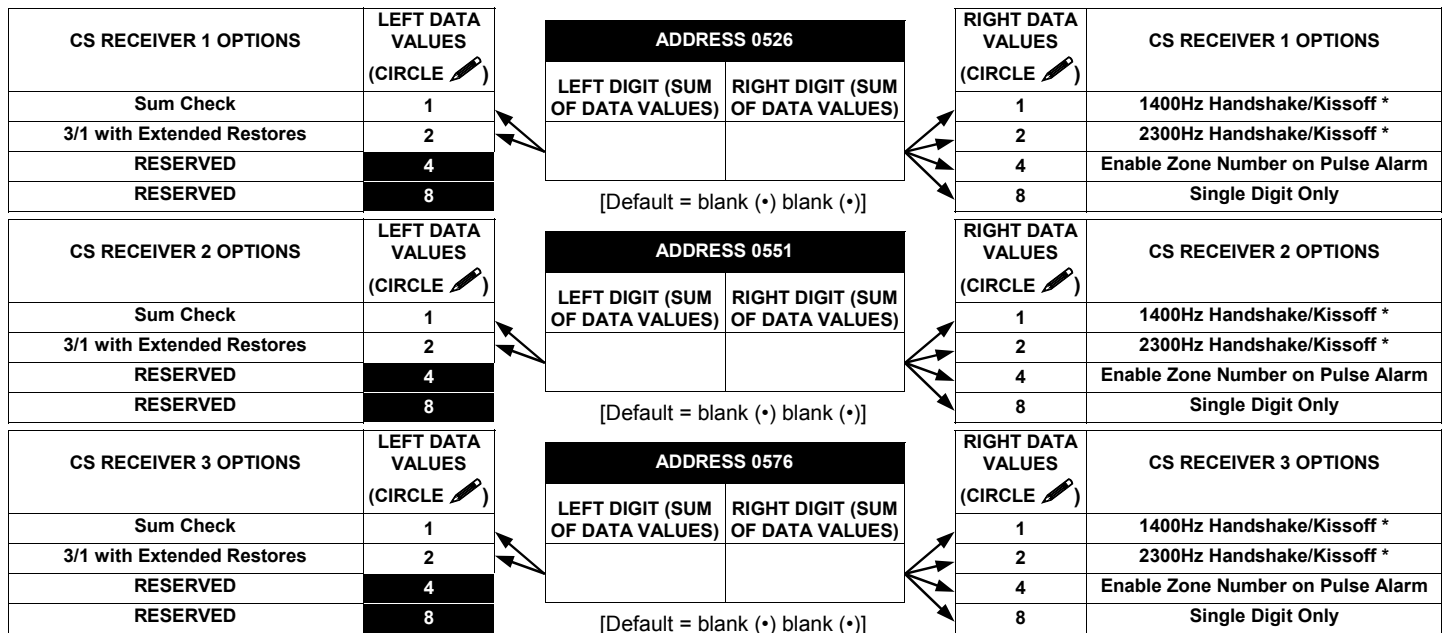 CS RECEIVER 1 OPTIONS
LEFT DATA
VALUES
(CIRCLE )
Sum Check 1
3/1 with Extended Restores 2
RESERVED 4
RESERVED 8
ADDRESS 0526
LEFT DIGIT (SUM
OF DATA VALUES)
RIGHT DIGIT (SUM
OF DATA VALUES)
[Default = blank (•) blank (•)]
RIGHT DATA
VALUES
(CIRCLE )
CS RECEIVER 1 OPTIONS
1 1400Hz Handshake/Kissoff *
2 2300Hz Handshake/Kissoff *
4 Enable Zone Number on Pulse Alarm
8 Single Digit Only
CS RECEIVER 2 OPTIONS
LEFT DATA
VALUES
(CIRCLE )
Sum Check 1
3/1 with Extended Restores 2
RESERVED 4
RESERVED 8
ADDRESS 0551
LEFT DIGIT (SUM
OF DATA VALUES)
RIGHT DIGIT (SUM
OF DATA VALUES)
[Default = blank (•) blank (•)]
RIGHT DATA
VALUES
(CIRCLE )
CS RECEIVER 2 OPTIONS
1 1400Hz Handshake/Kissoff *
2 2300Hz Handshake/Kissoff *
4 Enable Zone Number on Pulse Alarm
8 Single Digit Only
CS RECEIVER 3 OPTIONS
LEFT DATA
VALUES
(CIRCLE )
Sum Check 1
3/1 with Extended Restores 2
RESERVED 4
RESERVED 8
ADDRESS 0576
LEFT DIGIT (SUM
OF DATA VALUES)
RIGHT DIGIT (SUM
OF DATA VALUES)
[Default = blank (•) blank (•)]
RIGHT DATA
VALUES
(CIRCLE )
CS RECEIVER 3 OPTIONS
1 1400Hz Handshake/Kissoff *
2 2300Hz Handshake/Kissoff *
4 Enable Zone Number on Pulse Alarm
8 Single Digit Only